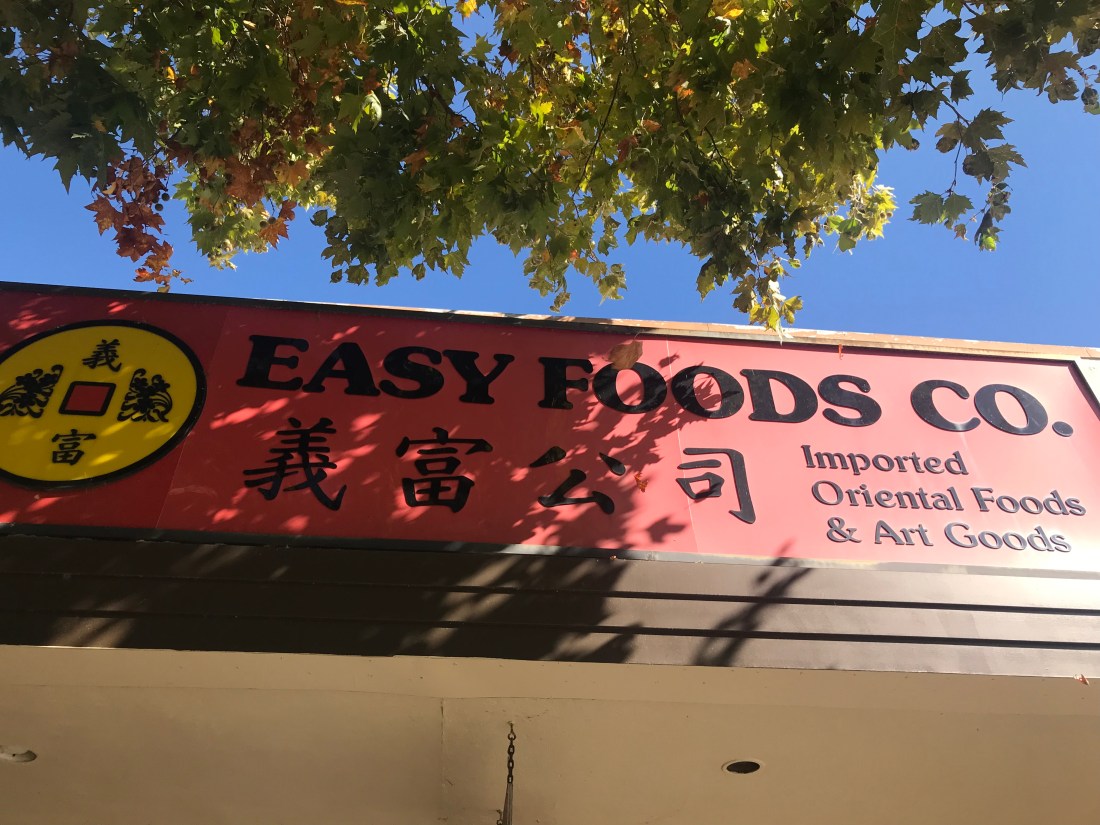 義
富
EASY FOODS CO.
義富公司
Imported
Oriental Foods
& Art Goods